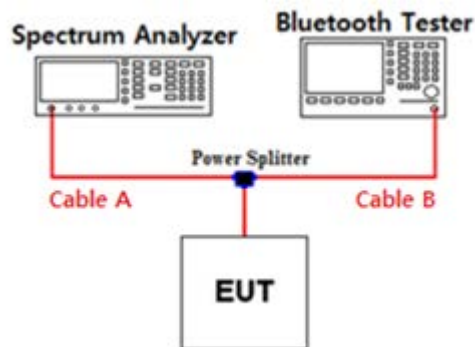 Spectrum Analyzer
Bluetooth Tester
Power Splitter
Cable A
Cable B
EUT